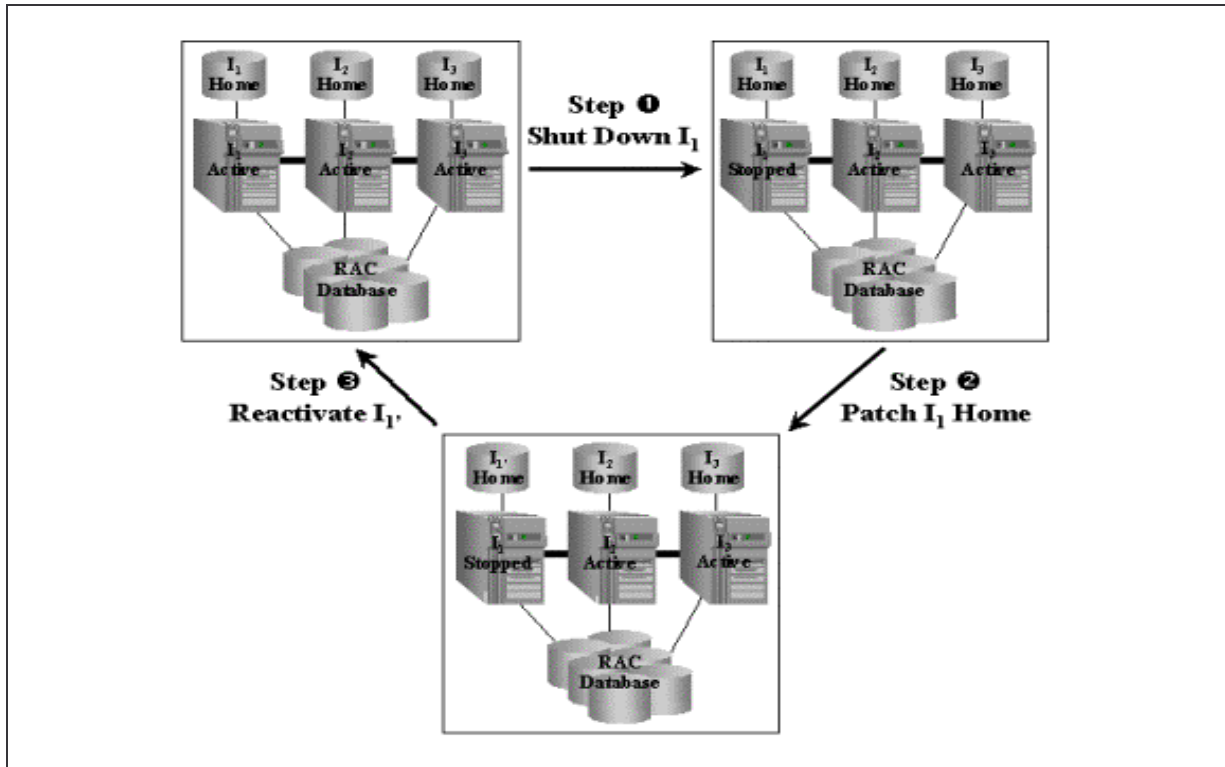 I₁
Home
I₂
Home
I₃
Home
I₁
Active
I₂
Active
I₃
Active
RAC
Database
Step ❶
Shut Down I₁
I₁
Home
I₂
Home
I₃
Home
I₁
Stopped
I₂
Active
I₃
Active
RAC
Database
Step ❸
Reactivate I₁'
Step ❷
Patch I₁ Home
I₁'
Home
I₂
Home
I₃
Home
I₁
Stopped
I₂
Active
I₃
Active
RAC
Database